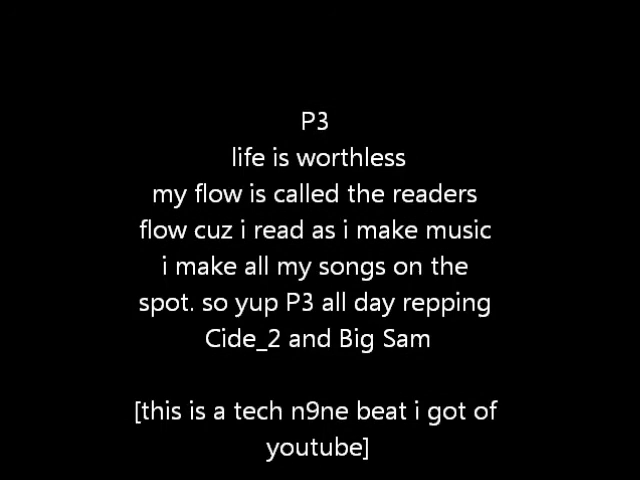 P3
life is worthless
my flow is called the readers
flow cuz i read as i make music
i make all my songs on the
spot. so yup P3 all day repping
Cide_2 and Big Sam
[this is a tech n9ne beat i got of
youtube]